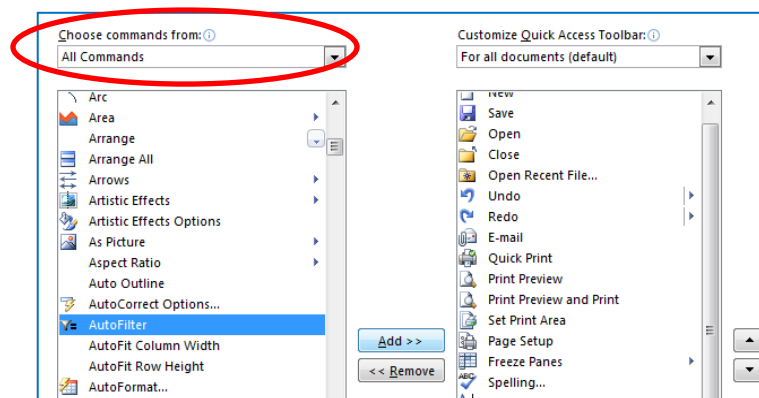 Choose commands from:
All Commands
Arc
Area
Arrange
Arrange All
Arrows
Artistic Effects
Artistic Effects Options
As Picture
Aspect Ratio
Auto Outline
AutoCorrect Options...
AutoFilter
AutoFit Column Width
AutoFit Row Height
AutoFormat...
Add >>
<< Remove
Customize Quick Access Toolbar:
For all documents (default)
New
Save
Open
Close
Open Recent File...
Undo
Redo
E-mail
Quick Print
Print Preview
Print Preview and Print
Set Print Area
Page Setup
Freeze Panes
Spelling...